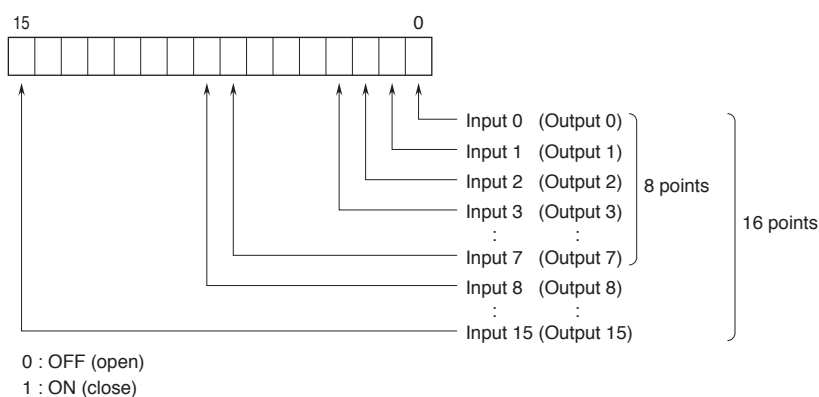 15 0
Input 0 (Output 0)
Input 1 (Output 1)
Input 2 (Output 2)
Input 3 (Output 3)
: :
Input 7 (Output 7)
8 points
Input 8 (Output 8)
: :
Input 15 (Output 15)
16 points
0 : OFF (open)
1 : ON (close)